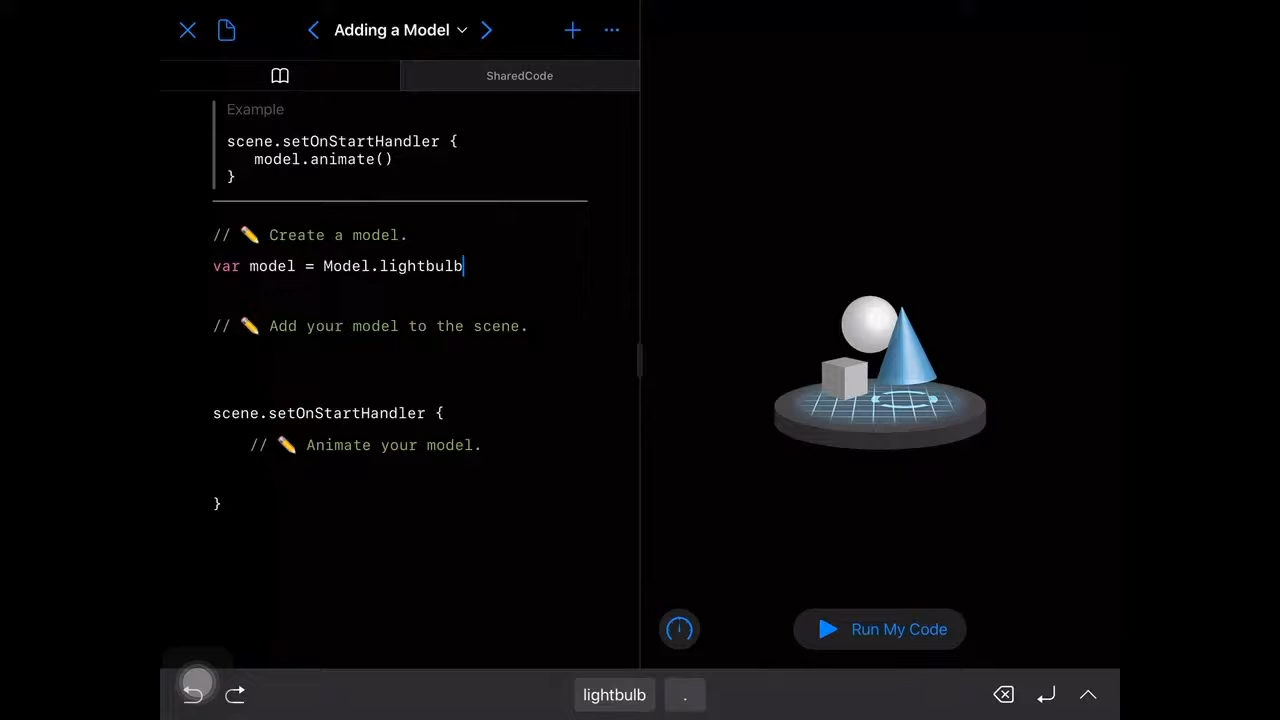 Adding a Model
SharedCode
Example
scene.setOnStartHandler {
model.animate()
}
// ✏️ Create a model.
var model = Model.lightbulb
// ✏️ Add your model to the scene.
scene.setOnStartHandler {
// ✏️ Animate your model.
}
Run My Code
lightbulb .